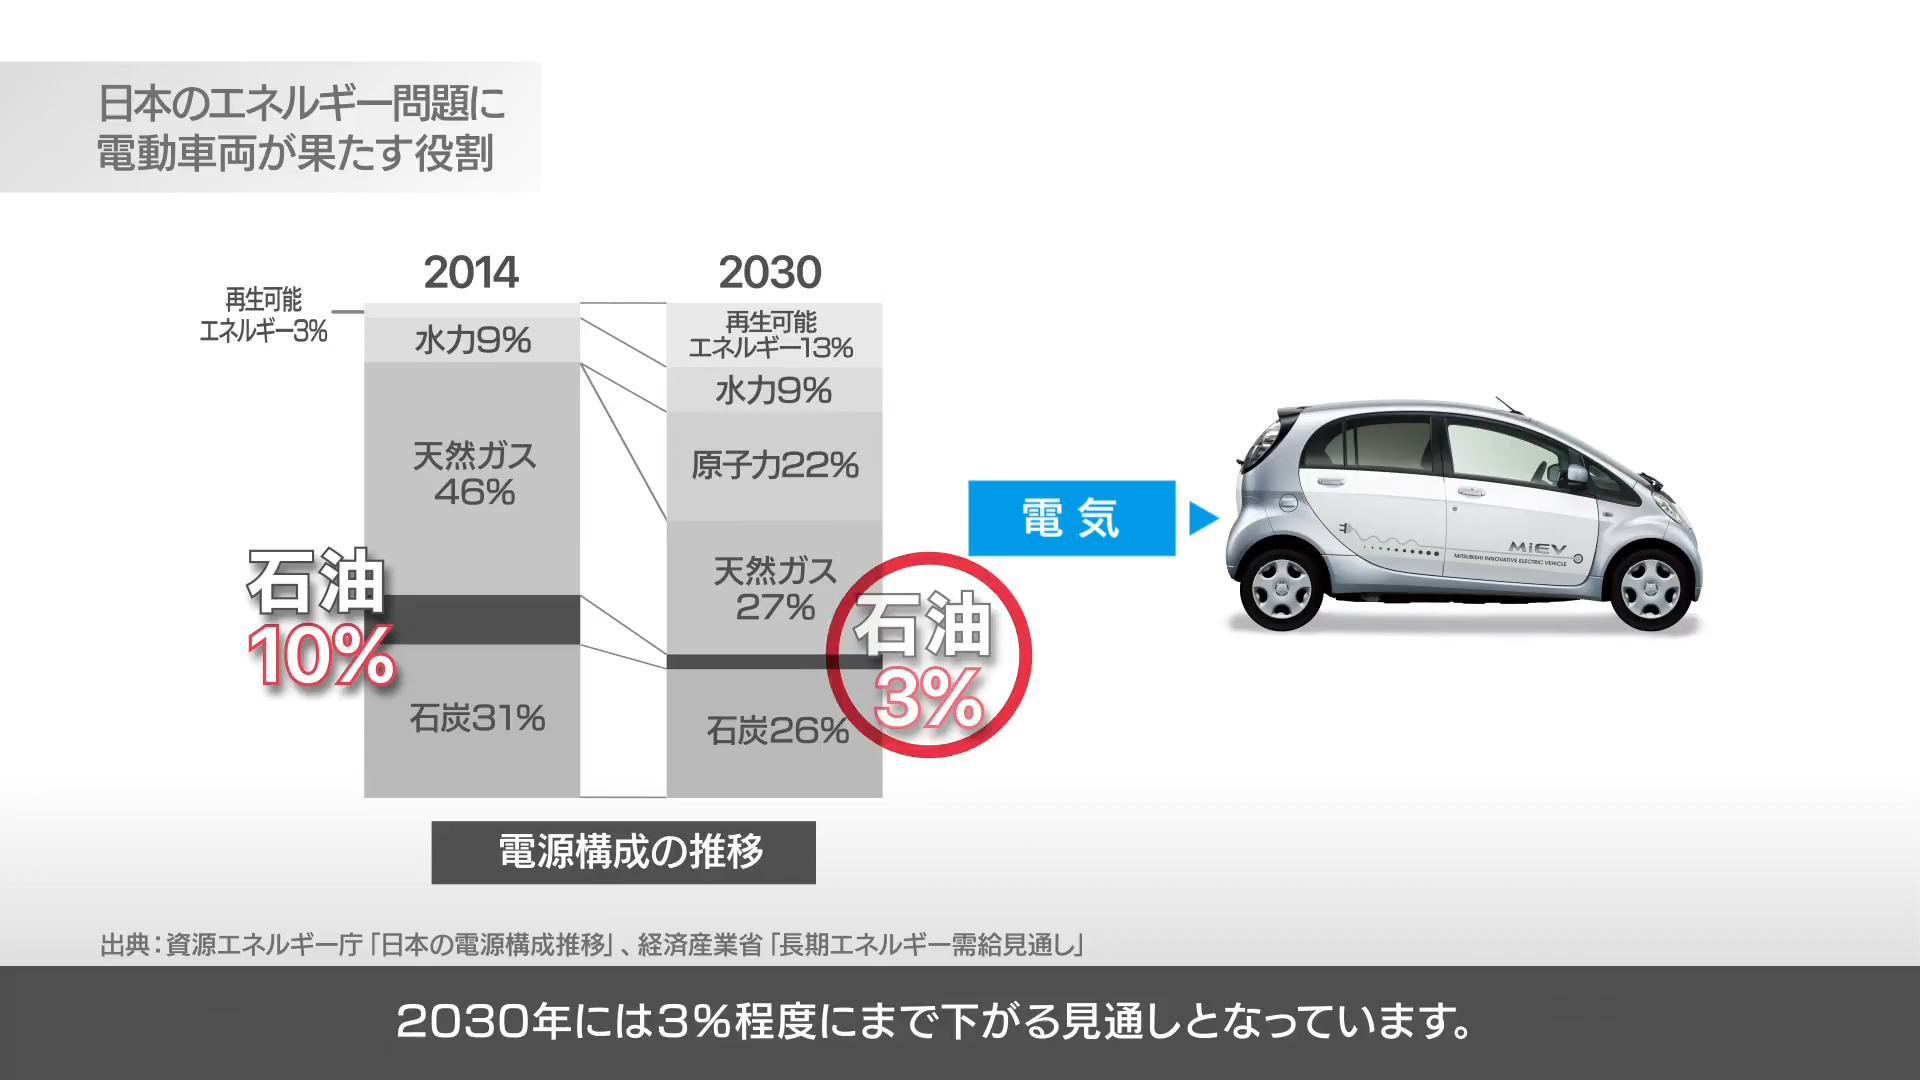 日本のエネルギー問題に
電動車両が果たす役割
2014
2030
再生可能
エネルギー3%
水力9%
天然ガス
46%
石油
10%
石炭31%
再生可能
エネルギー13%
水力9%
原子力22%
天然ガス
27%
石油
3%
石炭26%
電気
MiEV
MITSUBISHI INNOVATIVE ELECTRIC VEHICLE
電源構成の推移
出典：資源エネルギー庁「日本の電源構成推移」、経済産業省「長期エネルギー需給見通し」
2030年には3%程度にまで下がる見通しとなっています。